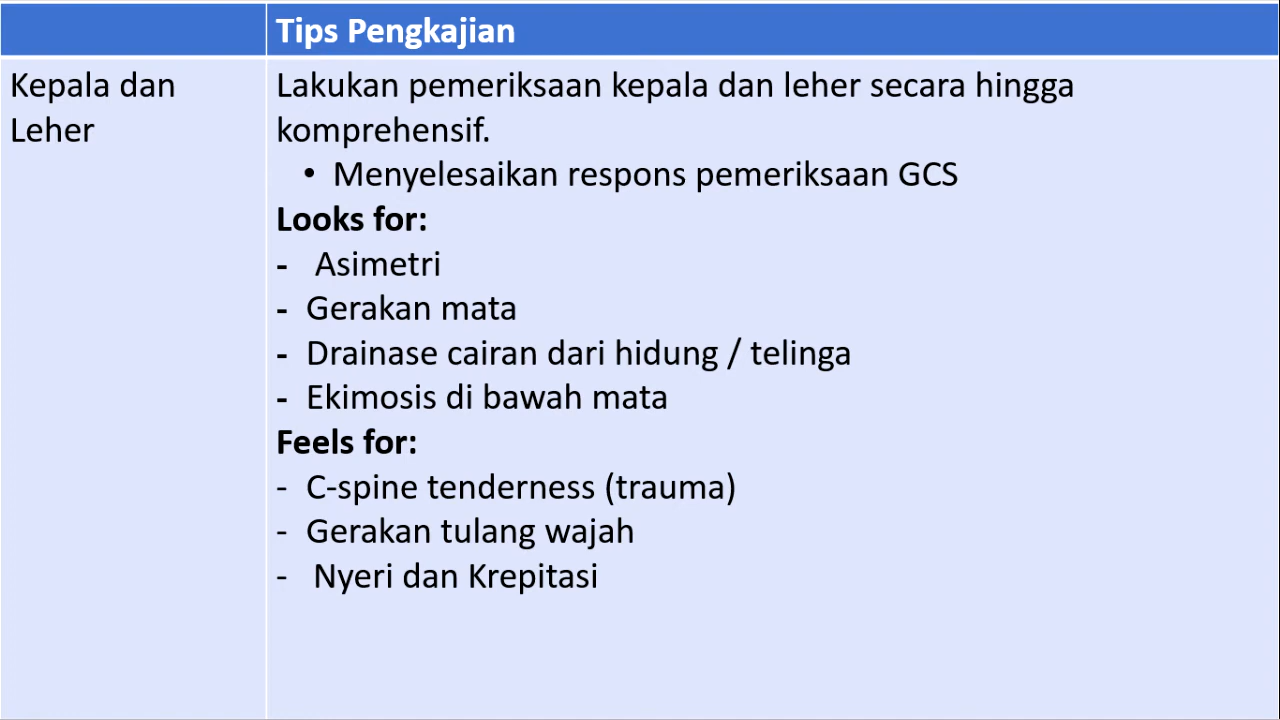 Tips Pengkajian
Kepala dan
Leher
Lakukan pemeriksaan kepala dan leher secara hingga
komprehensif.
• Menyelesaikan respons pemeriksaan GCS
Looks for:
- Asimetri
- Gerakan mata
- Drainase cairan dari hidung / telinga
- Ekimosis di bawah mata
Feels for:
- C-spine tenderness (trauma)
- Gerakan tulang wajah
- Nyeri dan Krepitasi